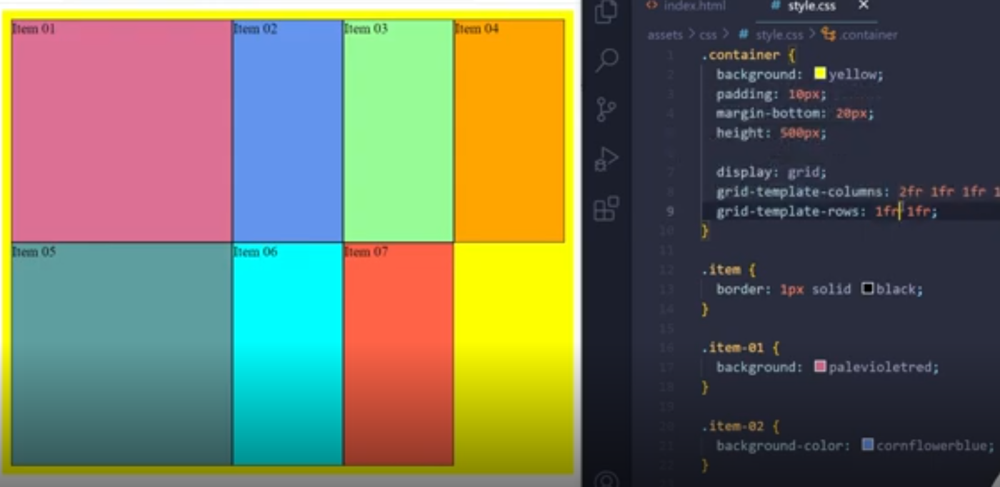 Item 01
Item 02
Item 03
Item 04
Item 05
Item 06
Item 07
index.html
# style.css ×
assets > css > # style.css > .container
1 .container {
2 background: yellow;
3 padding: 10px;
4 margin-bottom: 20px;
height: 500px;
7 display: grid;
8 grid-template-columns: 2fr 1fr 1fr 1
9 grid-template-rows: 1fr 1fr;
10 }
11
12 .item {
13 border: 1px solid black;
14 }
15
16 .item-01 {
17 background: palevioletred;
18 }
19
20 .item-02 {
21 background-color: cornflowerblue;
22 }